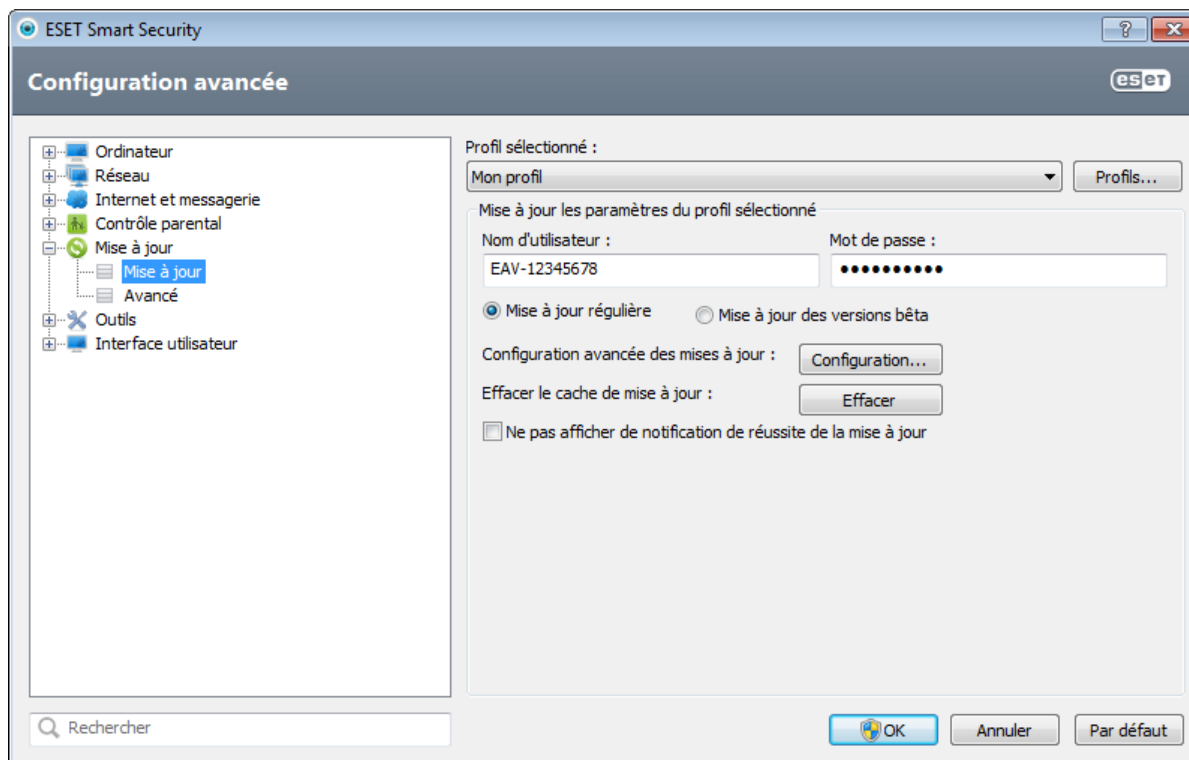 ESET Smart Security
?
Configuration avancée
eseT
Ordinateur
Réseau
Internet et messagerie
Contrôle parental
Mise à jour
Mise à jour
Avancé
Outils
Interface utilisateur
Rechercher
Profil sélectionné :
Mon profil
Profils...
Mise à jour les paramètres du profil sélectionné
Nom d'utilisateur : Mot de passe :
EAV-12345678 ●●●●●●●●●●
Mise à jour régulière Mise à jour des versions bêta
Configuration avancée des mises à jour : Configuration...
Effacer le cache de mise à jour : Effacer
Ne pas afficher de notification de réussite de la mise à jour
OK Annuler Par défaut